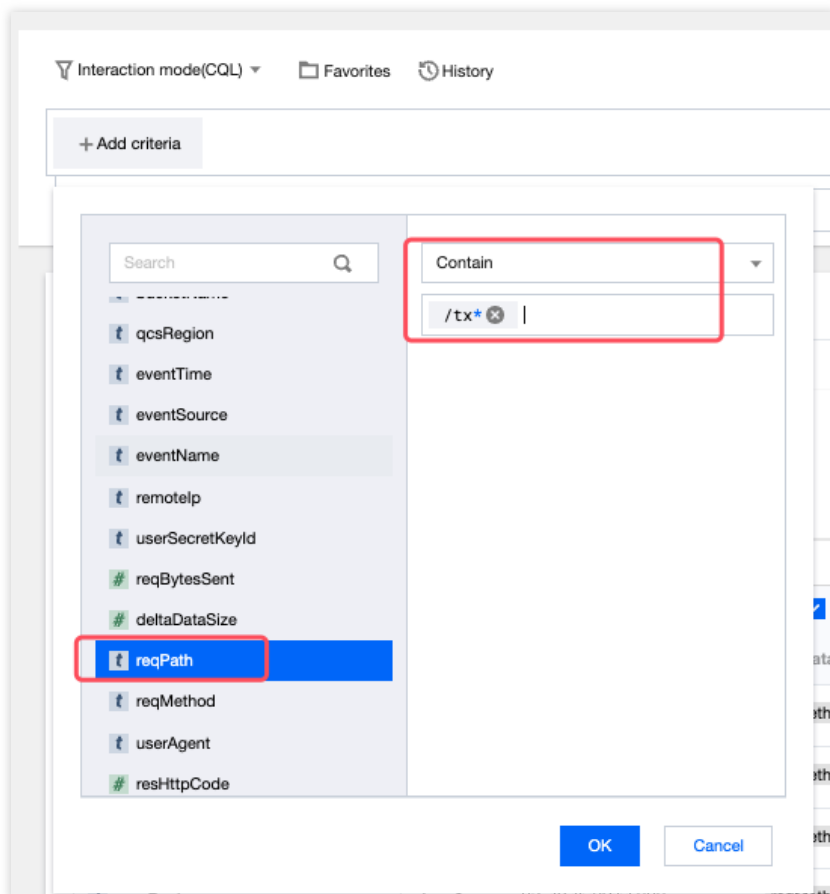 Interaction mode(CQL) Favorites History
+ Add criteria
Search
Contain
/tx*
qcsRegion
eventTime
eventSource
eventName
remoteIp
userSecretKeyId
# reqBytesSent
# deltaDataSize
t reqPath
t reqMethod
t userAgent
# resHttpCode
OK Cancel